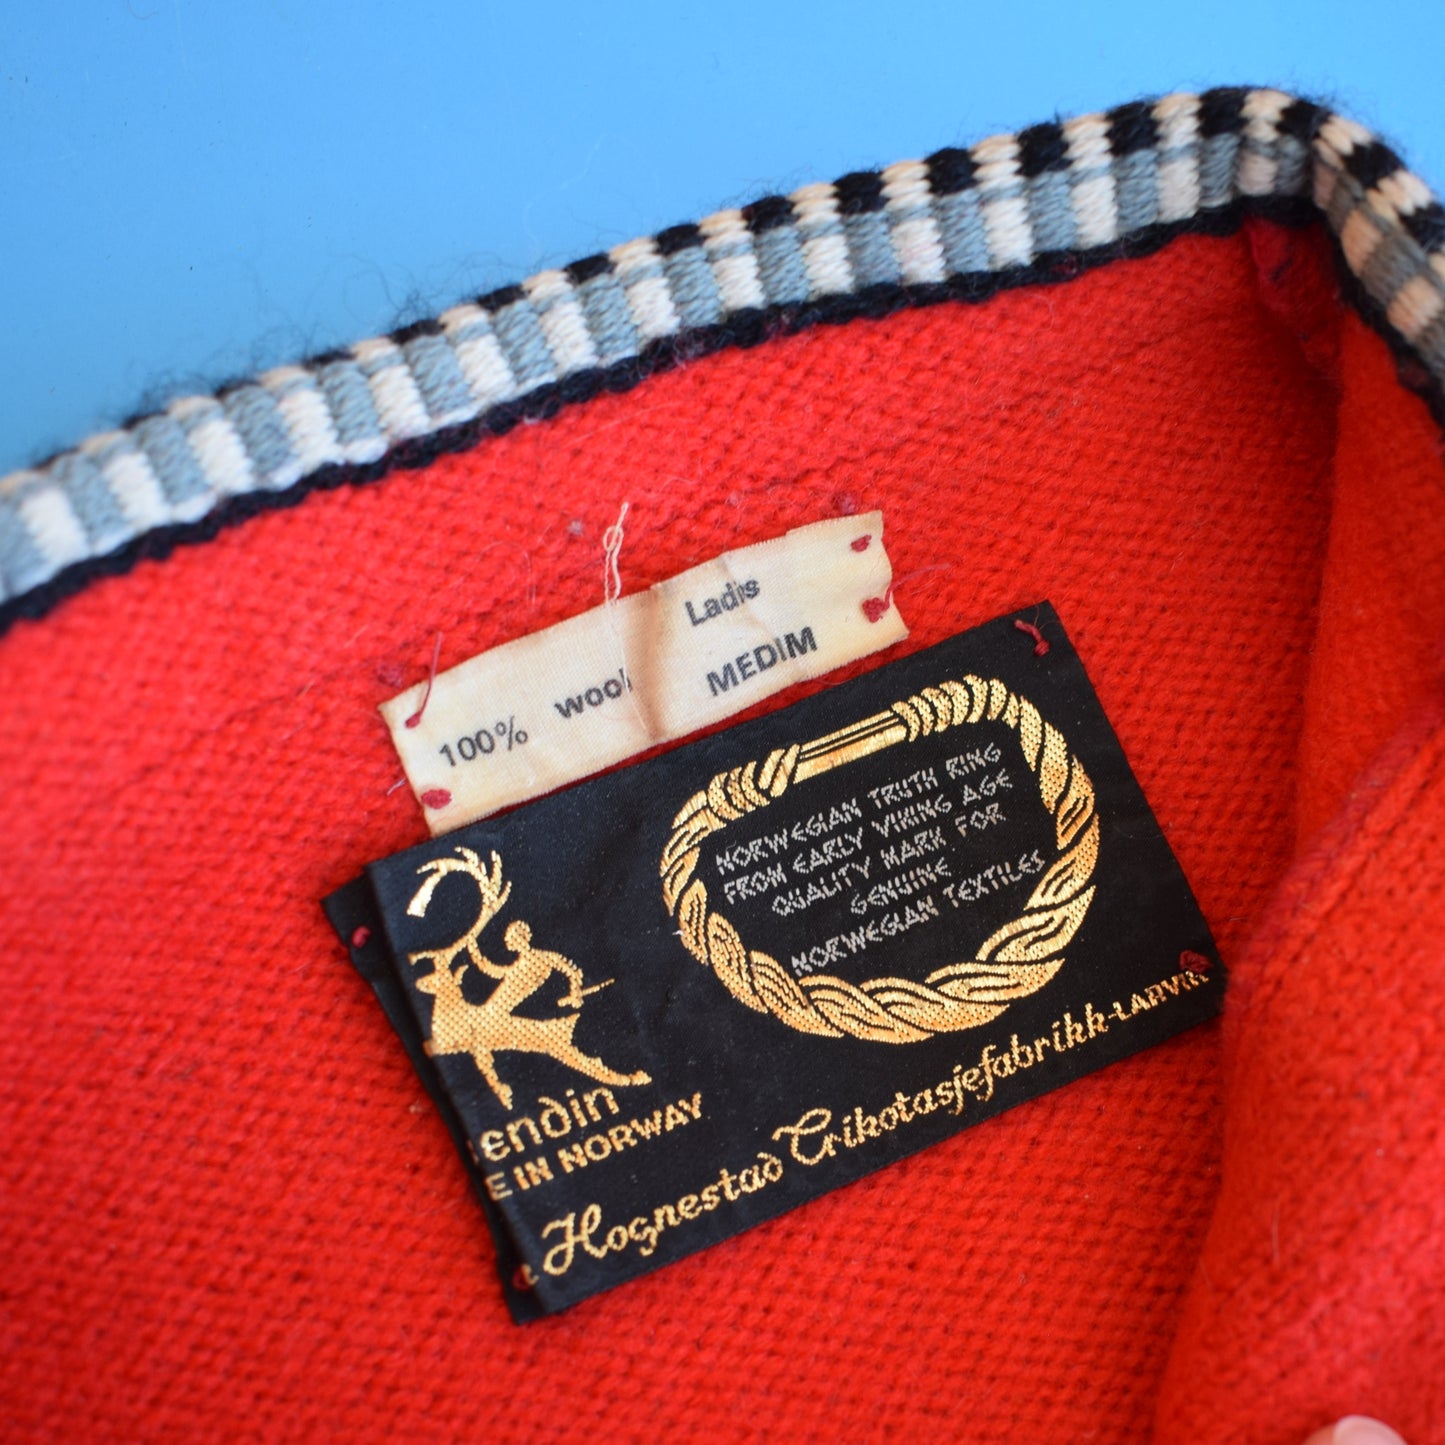 Ladis
100% wool MEDIM
NORWEGIAN TRUTH RING
FROM EARLY VIKING AGE
QUALITY MARK FOR
GENUINE
NORWEGIAN TEXTILES
endin
E IN NORWAY
Hognestad Trikotasjefabrikk-LARVIK